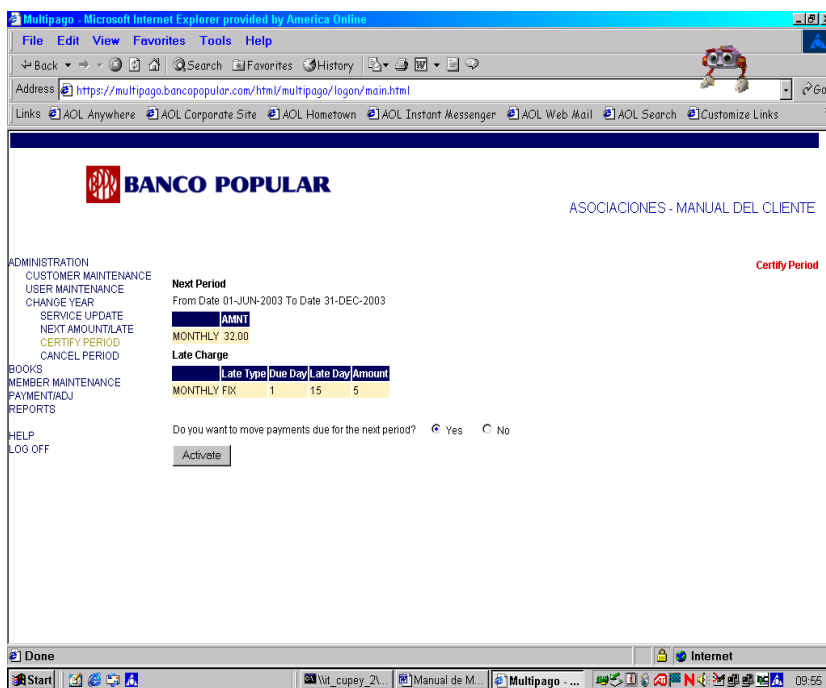 Multipago - Microsoft Internet Explorer provided by America Online
File Edit View Favorites Tools Help
Back Search Favorites History
Address https://multipago.bancopopular.com/html/multipago/logon/main.html Go
Links AOL Anywhere AOL Corporate Site AOL Hometown AOL Instant Messenger AOL Web Mail AOL Search Customize Links
BANCO POPULAR
ASOCIACIONES - MANUAL DEL CLIENTE
Certify Period
ADMINISTRATION
CUSTOMER MAINTENANCE
USER MAINTENANCE
CHANGE YEAR
SERVICE UPDATE
NEXT AMOUNT/LATE
CERTIFY PERIOD
CANCEL PERIOD
BOOKS
MEMBER MAINTENANCE
PAYMENT/ADJ
REPORTS
HELP
LOG OFF
Next Period
From Date 01-JUN-2003 To Date 31-DEC-2003
AMNT
MONTHLY 32.00
Late Charge
Late Type Due Day Late Day Amount
MONTHLY FIX 1 15 5
Do you want to move payments due for the next period? Yes No
Activate
Done Internet
Start \\it_cupey_2\... Manual de M... Multipago - ... 09:55